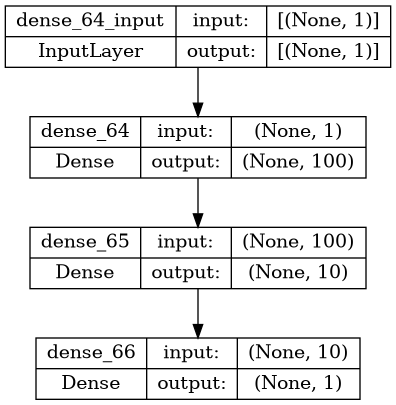 dense_64_input input: [(None, 1)]
InputLayer output: [(None, 1)]
dense_64 input: (None, 1)
Dense output: (None, 100)
dense_65 input: (None, 100)
Dense output: (None, 10)
dense_66 input: (None, 10)
Dense output: (None, 1)